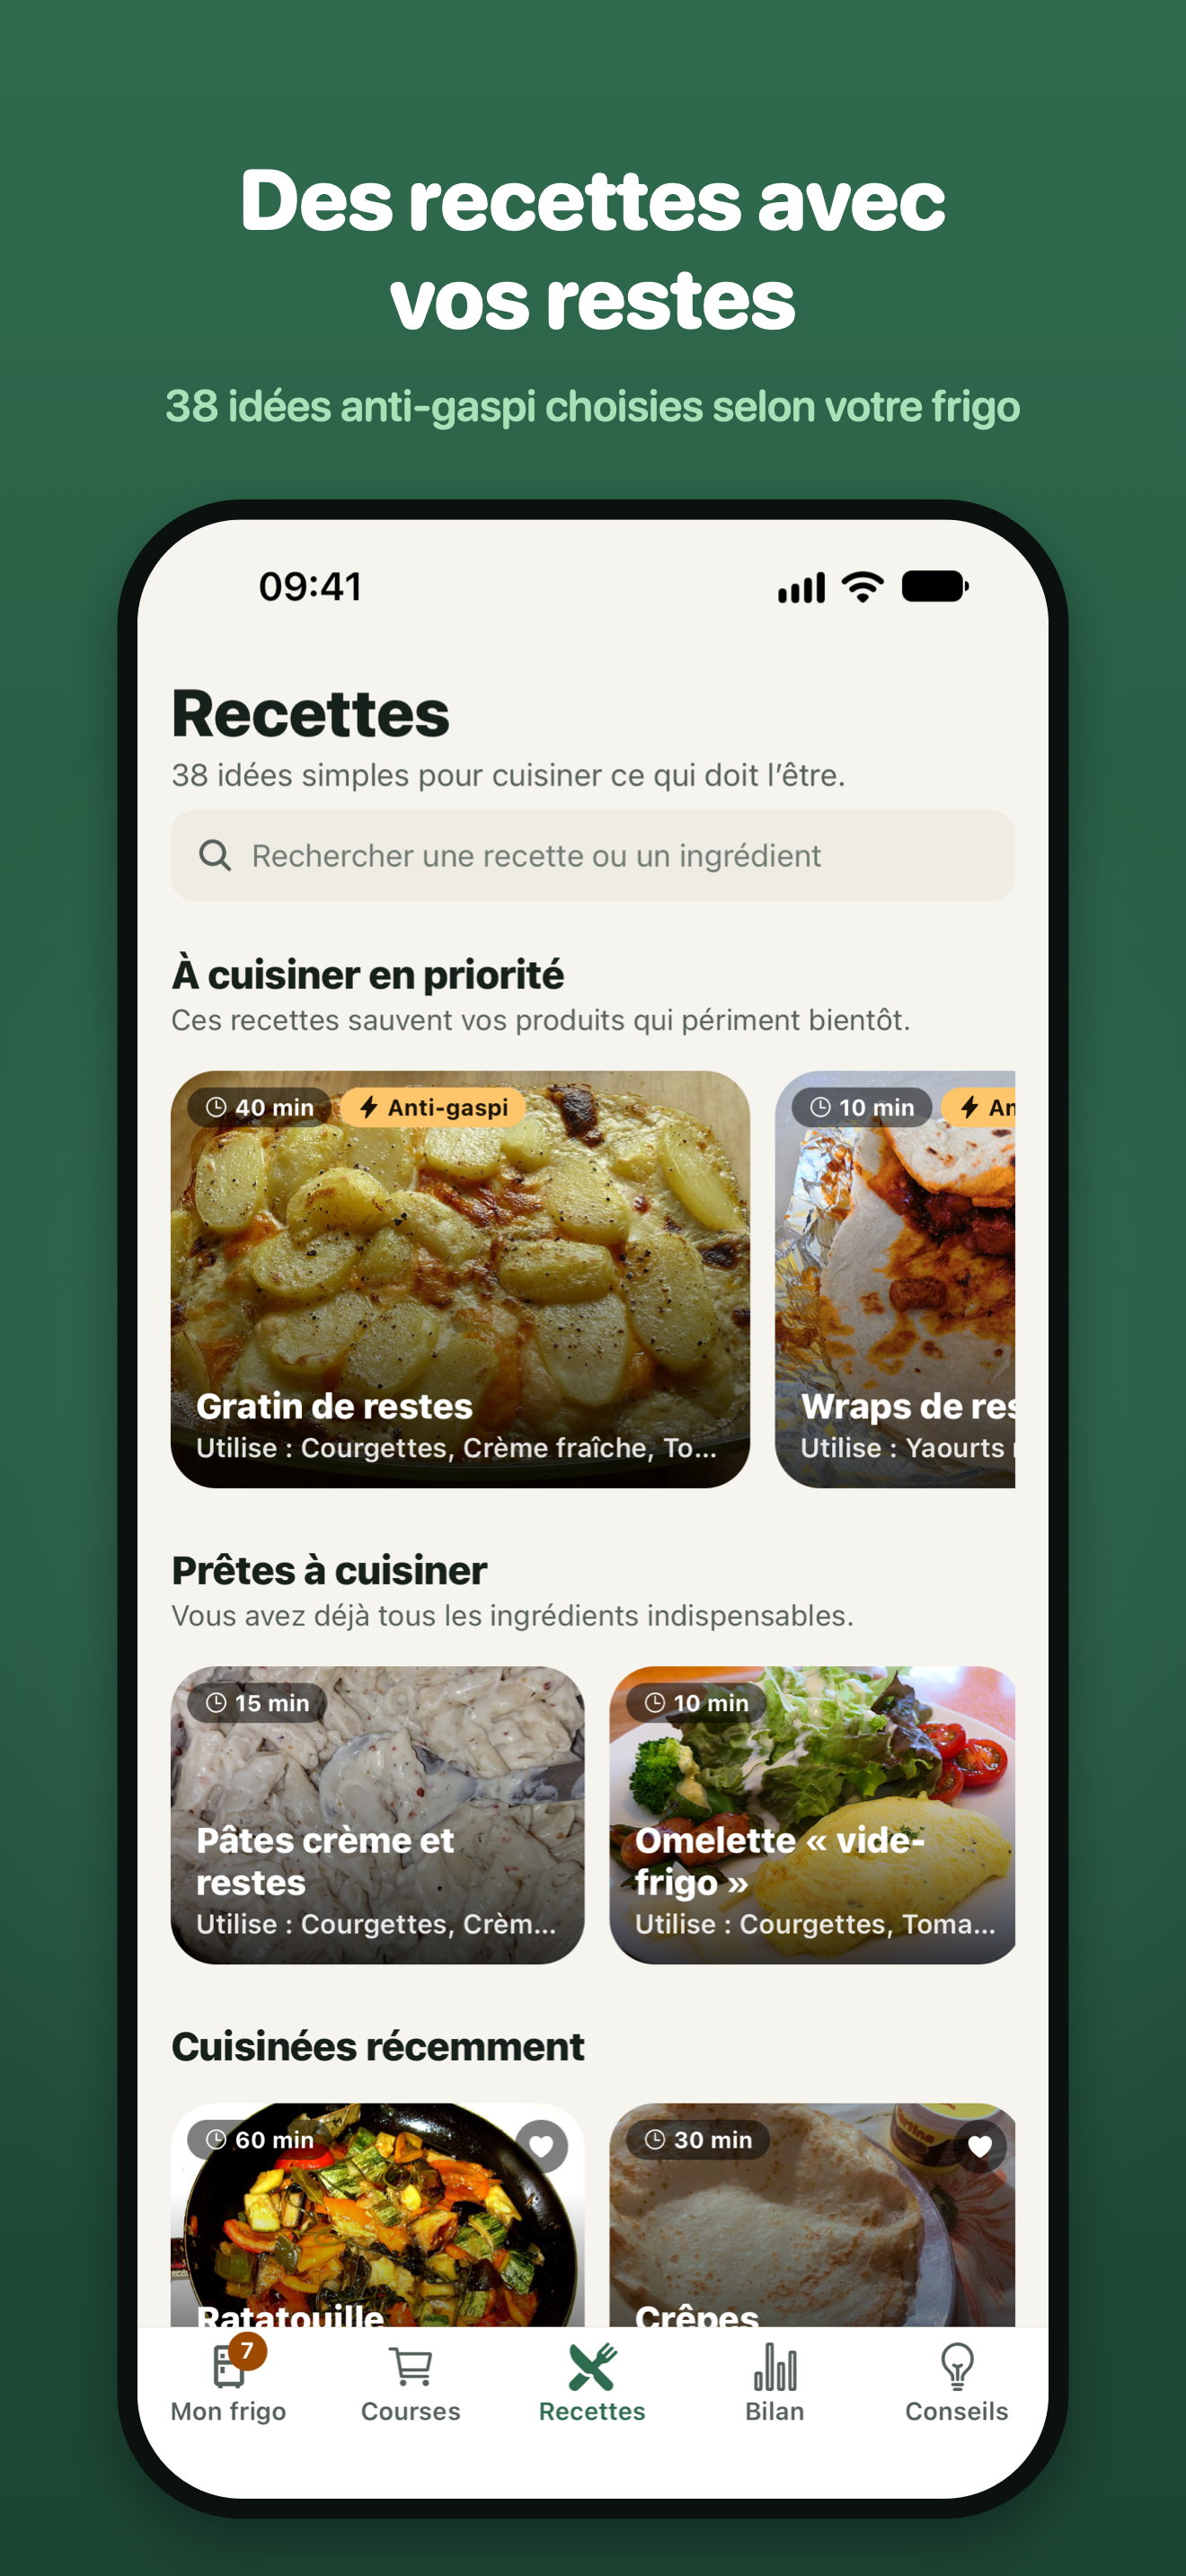 Des recettes avec
vos restes
38 idées anti-gaspi choisies selon votre frigo
09:41
Recettes
38 idées simples pour cuisiner ce qui doit l’être.
Rechercher une recette ou un ingrédient
À cuisiner en priorité
Ces recettes sauvent vos produits qui périment bientôt.
40 min
Anti-gaspi
10 min
An
Gratin de restes
Utilise : Courgettes, Crème fraîche, To...
Wraps de res
Utilise : Yaourts
Prêtes à cuisiner
Vous avez déjà tous les ingrédients indispensables.
15 min
10 min
Pâtes crème et
restes
Utilise : Courgettes, Crèm...
Omelette « vide-
frigo »
Utilise : Courgettes, Toma...
Cuisinées récemment
60 min
30 min
Ratatouille
Crêpes
7
Mon frigo
Courses
Recettes
Bilan
Conseils